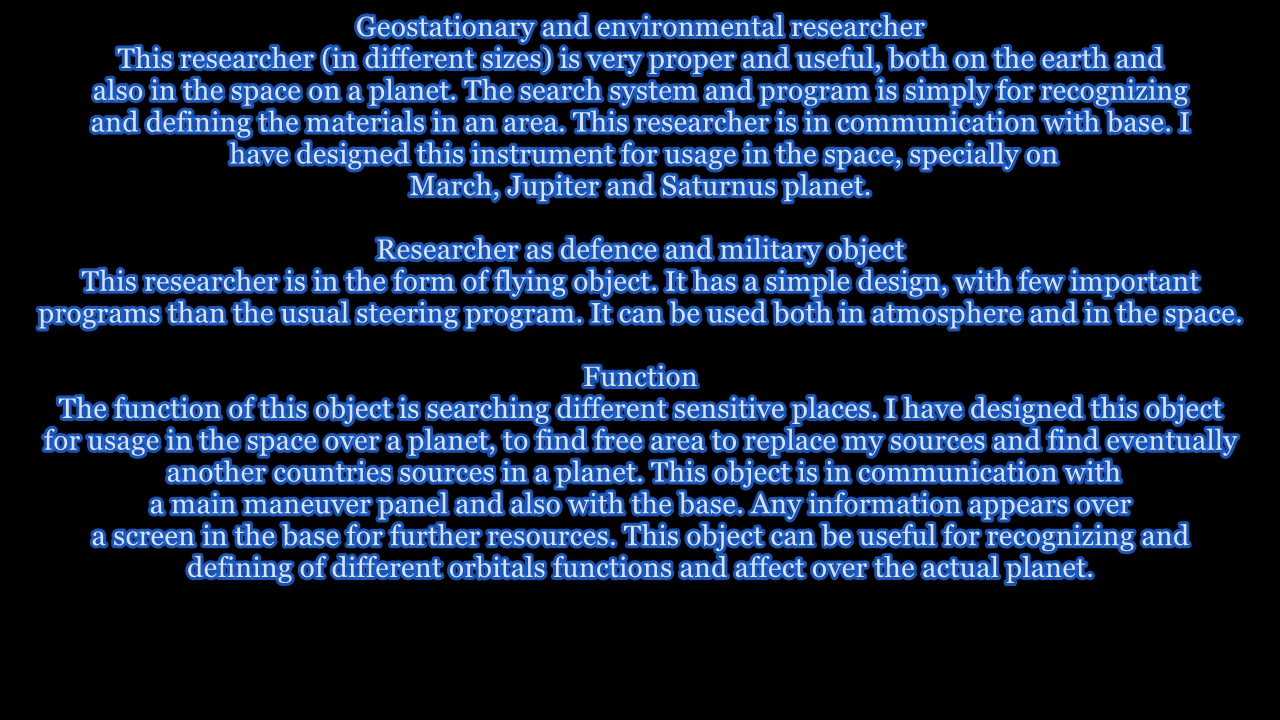 Geostationary and environmental researcher
This researcher (in different sizes) is very proper and useful, both on the earth and
also in the space on a planet. The search system and program is simply for recognizing
and defining the materials in an area. This researcher is in communication with base. I
have designed this instrument for usage in the space, specially on
March, Jupiter and Saturnus planet.
Researcher as defence and military object
This researcher is in the form of flying object. It has a simple design, with few important
programs than the usual steering program. It can be used both in atmosphere and in the space.
Function
The function of this object is searching different sensitive places. I have designed this object
for usage in the space over a planet, to find free area to replace my sources and find eventually
another countries sources in a planet. This object is in communication with
a main maneuver panel and also with the base. Any information appears over
a screen in the base for further resources. This object can be useful for recognizing and
defining of different orbitals functions and affect over the actual planet.